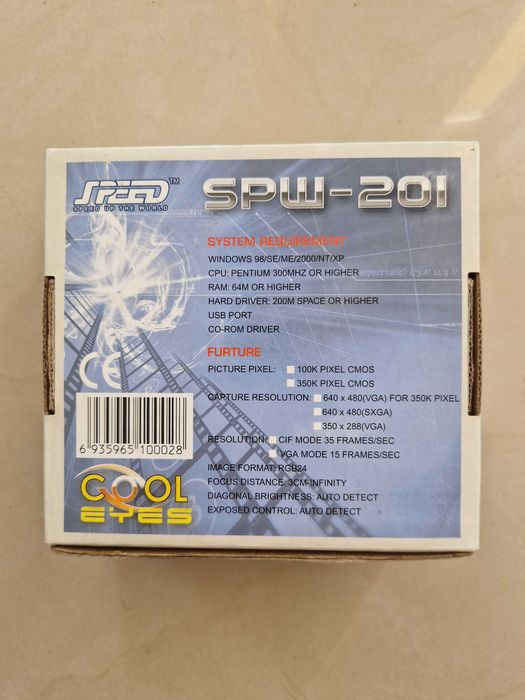 SPEED™
SPEED UP THE WORLD
SPW-201
SYSTEM REQUIREMENT
WINDOWS 98/SE/ME/2000/NT/XP
CPU: PENTIUM 300MHZ OR HIGHER
RAM: 64M OR HIGHER
HARD DRIVER: 200M SPACE OR HIGHER
USB PORT
CD-ROM DRIVER
FURTURE
PICTURE PIXEL: 100K PIXEL CMOS
350K PIXEL CMOS
CAPTURE RESOLUTION: 640 x 480(VGA) FOR 350K PIXEL
640 x 480(SXGA)
350 x 288(VGA)
RESOLUTION: CIF MODE 35 FRAMES/SEC
VGA MODE 15 FRAMES/SEC
IMAGE FORMAT: RGB24
FOCUS DISTANCE: 3CM-INFINITY
DIAGONAL BRIGHTNESS: AUTO DETECT
EXPOSED CONTROL: AUTO DETECT
CE
6 935965 100028
COOL
EYES